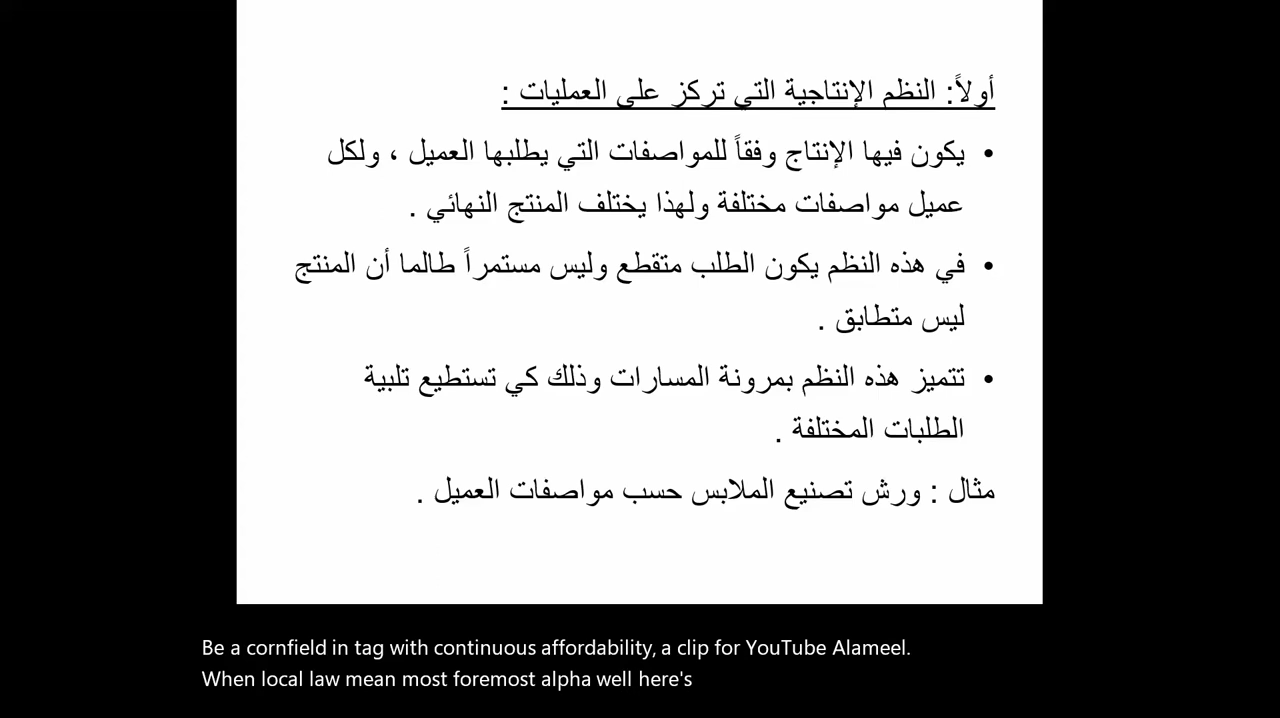 أولاً: النظم الإنتاجية التي تركز على العمليات :
• يكون فيها الإنتاج وفقاً للمواصفات التي يطلبها العميل ، ولكل
عميل مواصفات مختلفة ولهذا يختلف المنتج النهائي .
• في هذه النظم يكون الطلب متقطع وليس مستمراً طالما أن المنتج
ليس متطابق .
• تتميز هذه النظم بمرونة المسارات وذلك كي تستطيع تلبية
الطلبات المختلفة .
مثال : ورش تصنيع الملابس حسب مواصفات العميل .
Be a cornfield in tag with continuous affordability, a clip for YouTube Alameel.
When local law mean most foremost alpha well here's